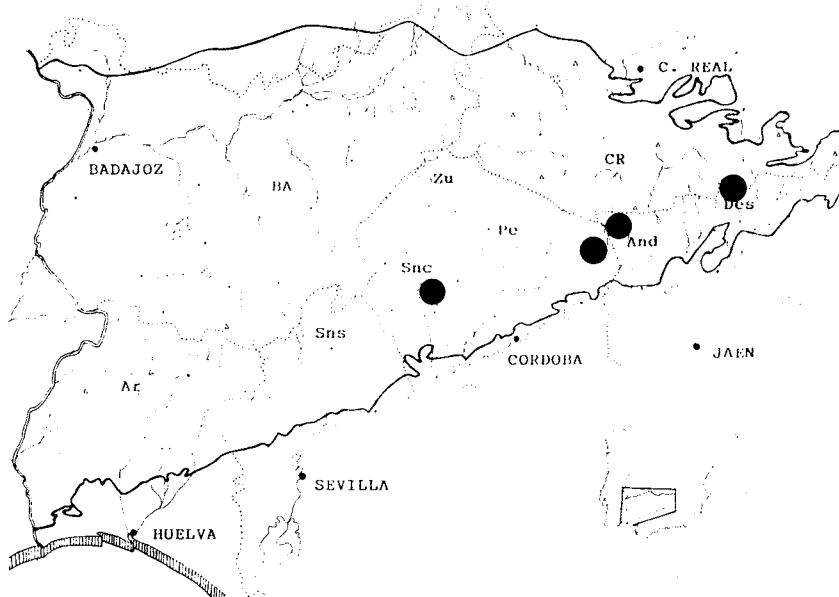 C. REAL
BADAJOZ
CR
BA
Zu
Des
Pe
And
Snc
Sns
CORDOBA
JAEN
Ar
SEVILLA
HUELVA